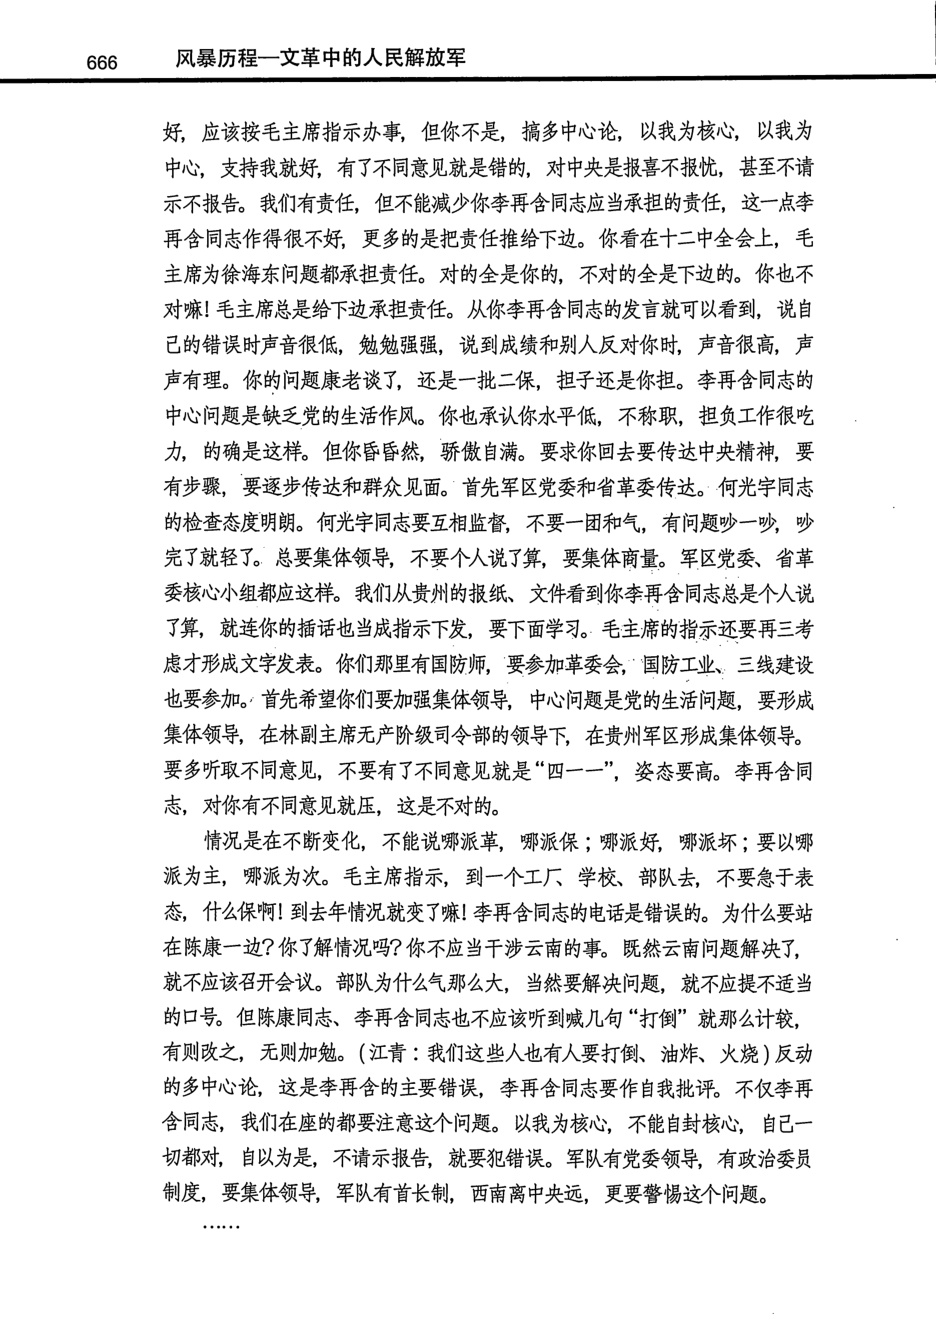 666 风暴历程—文革中的人民解放军
好，应该按毛主席指示办事，但你不是，搞多中心论，以我为核心，以我为
中心，支持我就好，有了不同意见就是错的，对中央是报喜不报忧，甚至不请
示不报告。我们有责任，但不能减少你李再含同志应当承担的责任，这一点李
再含同志作得很不好，更多的是把责任推给下边。你看在十二中全会上，毛
主席为徐海东问题都承担责任。对的全是你的，不对的全是下边的。你也不
对嘛！毛主席总是给下边承担责任。从你李再含同志的发言就可以看到，说自
己的错误时声音很低，勉勉强强，说到成绩和别人反对你时，声音很高，声
声有理。你的问题康老谈了，还是一批二保，担子还是你担。李再含同志的
中心问题是缺乏党的生活作风。你也承认你水平低，不称职，担负工作很吃
力，的确是这样。但你昏昏然，骄傲自满。要求你回去要传达中央精神，要
有步骤，要逐步传达和群众见面。首先军区党委和省革委传达。何光宇同志
的检查态度明朗。何光宇同志要互相监督，不要一团和气，有问题吵一吵，吵
完了就轻了。总要集体领导，不要个人说了算，要集体商量。军区党委、省革
委核心小组都应这样。我们从贵州的报纸、文件看到你李再含同志总是个人说
了算，就连你的插话也当成指示下发，要下面学习。毛主席的指示还要再三考
虑才形成文字发表。你们那里有国防师，要参加革委会，国防工业、三线建设
也要参加。首先希望你们要加强集体领导，中心问题是党的生活问题，要形成
集体领导，在林副主席无产阶级司令部的领导下，在贵州军区形成集体领导。
要多听取不同意见，不要有了不同意见就是“四一一”，姿态要高。李再含同
志，对你有不同意见就压，这是不对的。
情况是在不断变化，不能说哪派革，哪派保；哪派好，哪派坏；要以哪
派为主，哪派为次。毛主席指示，到一个工厂、学校、部队去，不要急于表
态，什么保啊！到去年情况就变了嘛！李再含同志的电话是错误的。为什么要站
在陈康一边？你了解情况吗？你不应当干涉云南的事。既然云南问题解决了，
就不应该召开会议。部队为什么气那么大，当然要解决问题，就不应提不适当
的口号。但陈康同志、李再含同志也不应该听到喊几句“打倒”就那么计较，
有则改之，无则加勉。（江青：我们这些人也有人要打倒、油炸、火烧）反动
的多中心论，这是李再含的主要错误，李再含同志要作自我批评。不仅李再
含同志，我们在座的都要注意这个问题。以我为核心，不能自封核心，自己一
切都对，自以为是，不请示报告，就要犯错误。军队有党委领导，有政治委员
制度，要集体领导，军队有首长制，西南离中央远，更要警惕这个问题。
……